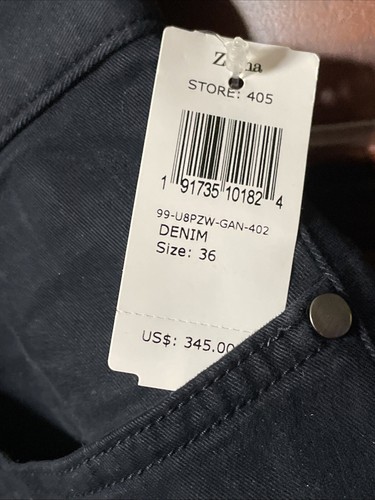 STORE: 405
1 91735 10182 4
99-U8PZW-GAN-402
DENIM
Size: 36
US$: 345.00